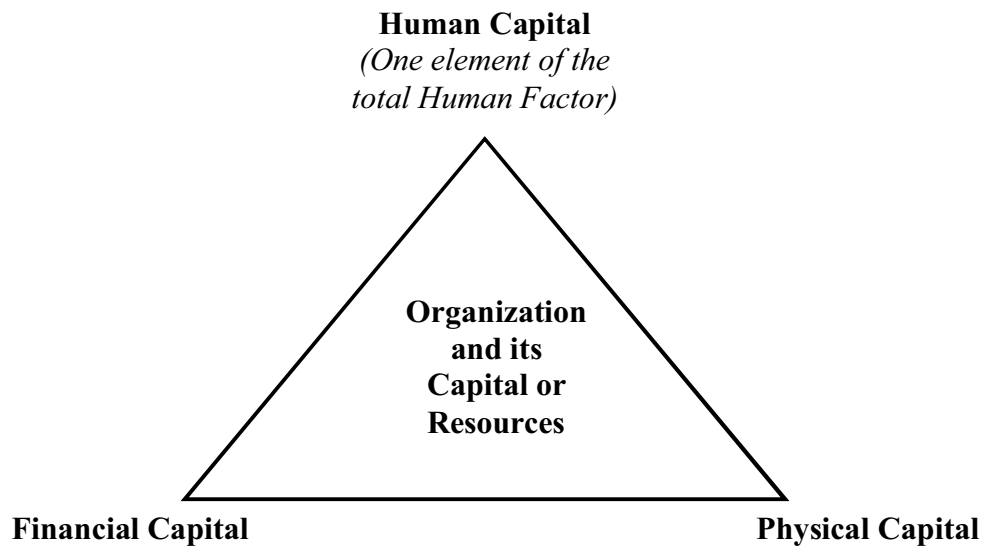 Human Capital
(One element of the
total Human Factor)
Organization
and its
Capital or
Resources
Financial Capital
Physical Capital